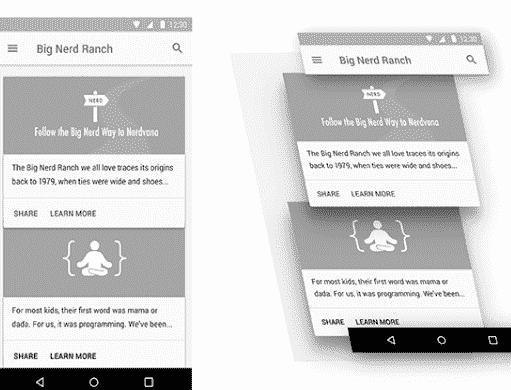 12:30
Big Nerd Ranch
NERD
Follow the Big Nerd Way to Nerdvana
The Big Nerd Ranch we all love traces its origins
back to 1979, when ties were wide and shoes...
SHARE LEARN MORE
For most kids, their first word was mama or
dada. For us, it was programming. We've been...
SHARE LEARN MORE
12:30
Big Nerd Ranch
NERD
Follow the Big Nerd Way to Nerdvana
The Big Nerd Ranch we all love traces its origins
back to 1979, when ties were wide and shoes...
SHARE LEARN MORE
For most kids, their first word was mama or
dada. For us, it was programming. We've been...
SHARE LEARN MORE